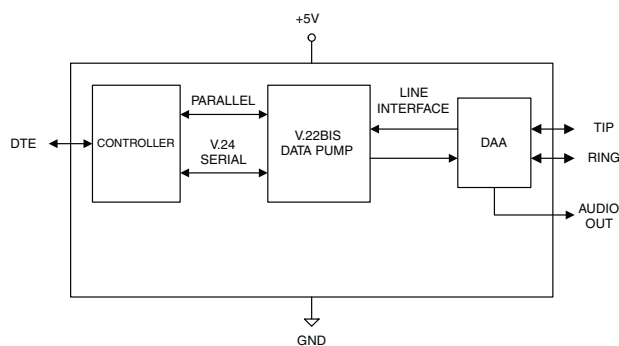 +5V
PARALLEL
LINE
INTERFACE
DTE
CONTROLLER
V.24
SERIAL
V.22BIS
DATA PUMP
DAA
TIP
RING
AUDIO
OUT
GND